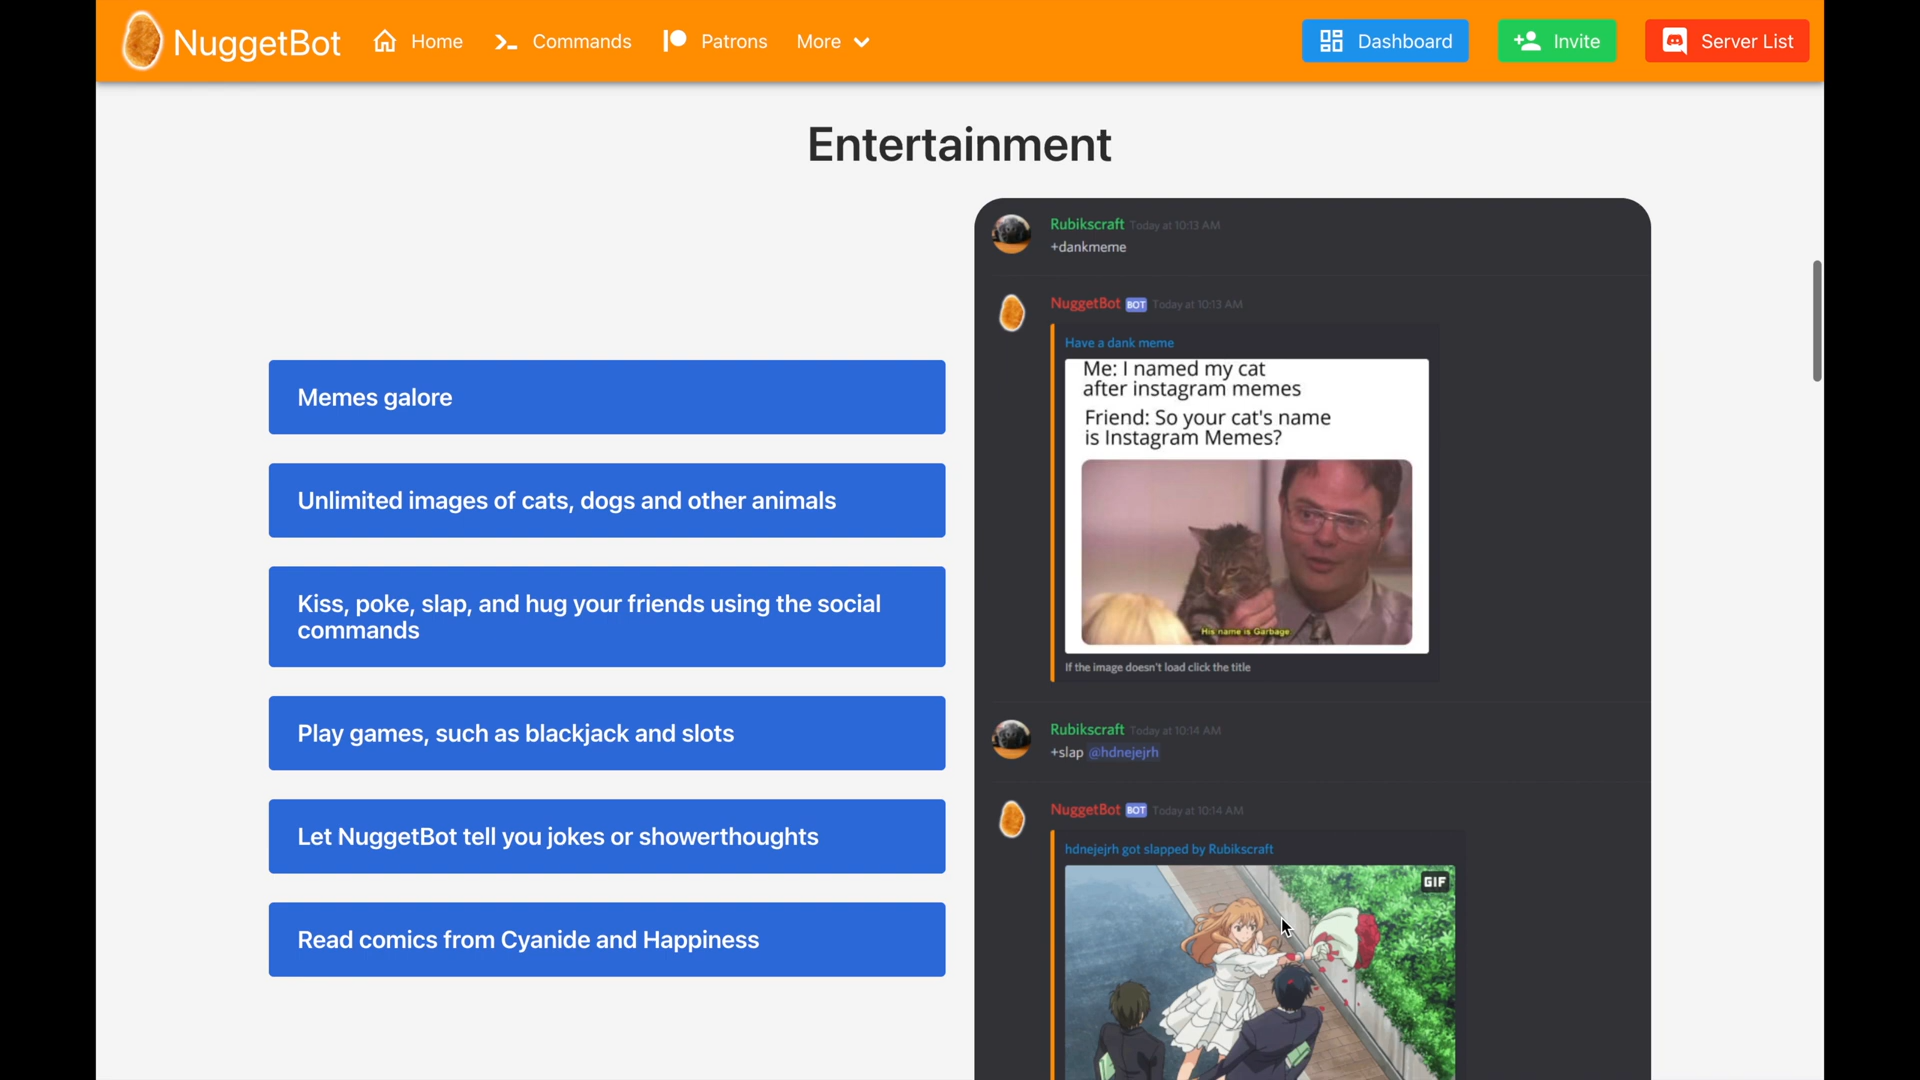 NuggetBot
Home
Commands
Patrons
More
Dashboard
Invite
Server List
Entertainment
Memes galore
Unlimited images of cats, dogs and other animals
Kiss, poke, slap, and hug your friends using the social
commands
Play games, such as blackjack and slots
Let NuggetBot tell you jokes or showerthoughts
Read comics from Cyanide and Happiness
Rubikscraft Today at 10:13 AM
+dankmeme
NuggetBot BOT Today at 10:13 AM
Have a dank meme
Me: I named my cat
after instagram memes
Friend: So your cat's name
is Instagram Memes?
His name is Garbage
If the image doesn't load click the title
Rubikscraft Today at 10:14 AM
+slap @hdnejejrh
NuggetBot BOT Today at 10:14 AM
hdnejejrh got slapped by Rubikscraft
GIF